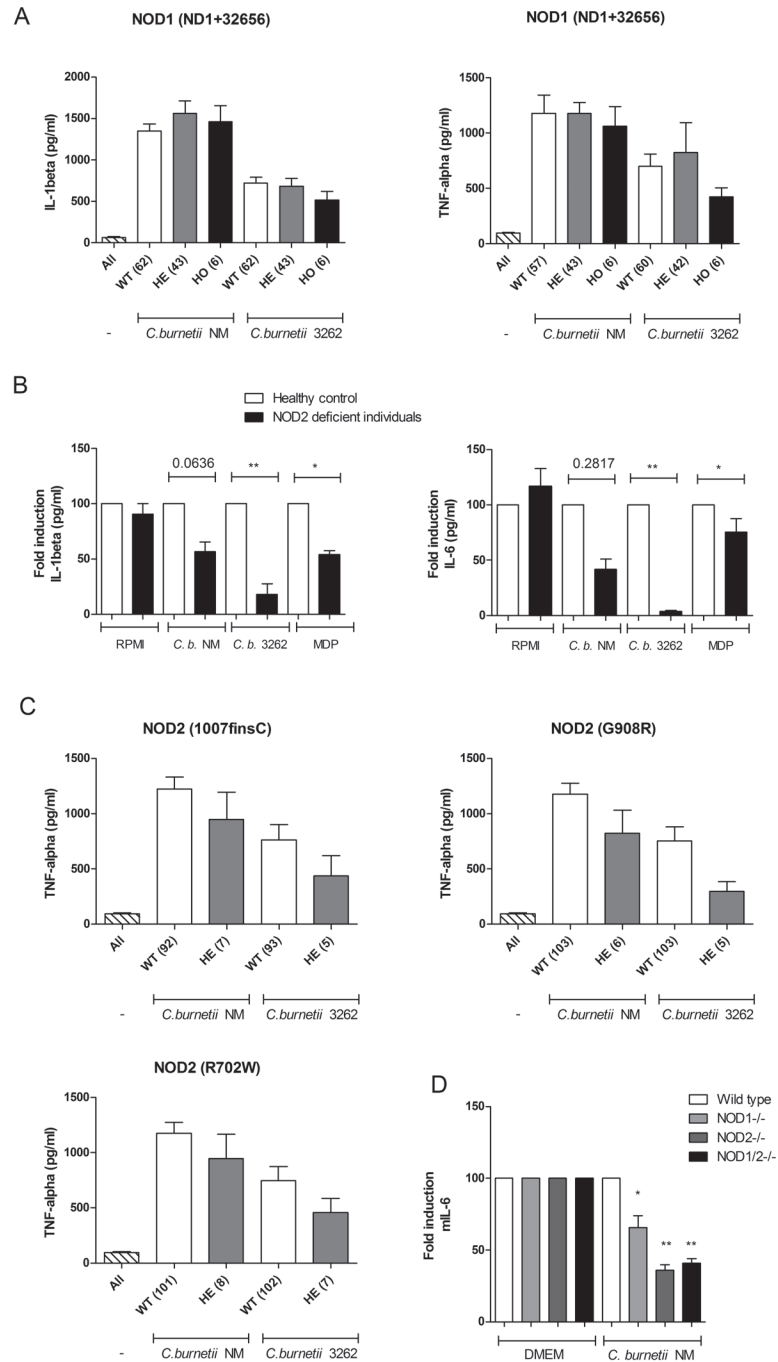 A
NOD1 (ND1+32656)
IL-1beta (pg/ml)
2000
1500
1000
500
0
All
WT (62)
HE (43)
HO (6)
WT (62)
HE (43)
HO (6)
-
C.burnetii NM
C.burnetii 3262
NOD1 (ND1+32656)
TNF-alpha (pg/ml)
1500
1000
500
0
All
WT (57)
HE (43)
HO (6)
WT (60)
HE (42)
HO (6)
-
C.burnetii NM
C.burnetii 3262
B
Healthy control
NOD2 deficient individuals
Fold induction
IL-1beta (pg/ml)
150
100
50
0
0.0636
**
*
RPMI
C. b. NM
C. b. 3262
MDP
Fold induction
IL-6 (pg/ml)
150
100
50
0
0.2817
**
*
RPMI
C. b. NM
C. b. 3262
MDP
C
NOD2 (1007finsC)
TNF-alpha (pg/ml)
1500
1000
500
0
All
WT (92)
HE (7)
WT (93)
HE (5)
-
C.burnetii NM
C.burnetii 3262
NOD2 (G908R)
TNF-alpha (pg/ml)
1500
1000
500
0
All
WT (103)
HE (6)
WT (103)
HE (5)
-
C.burnetii NM
C.burnetii 3262
NOD2 (R702W)
TNF-alpha (pg/ml)
1500
1000
500
0
All
WT (101)
HE (8)
WT (102)
HE (7)
-
C.burnetii NM
C.burnetii 3262
D
Wild type
NOD1-/-
NOD2-/-
NOD1/2-/-
Fold induction
mIL-6
150
100
50
0
*
**
**
DMEM
C. burnetii NM